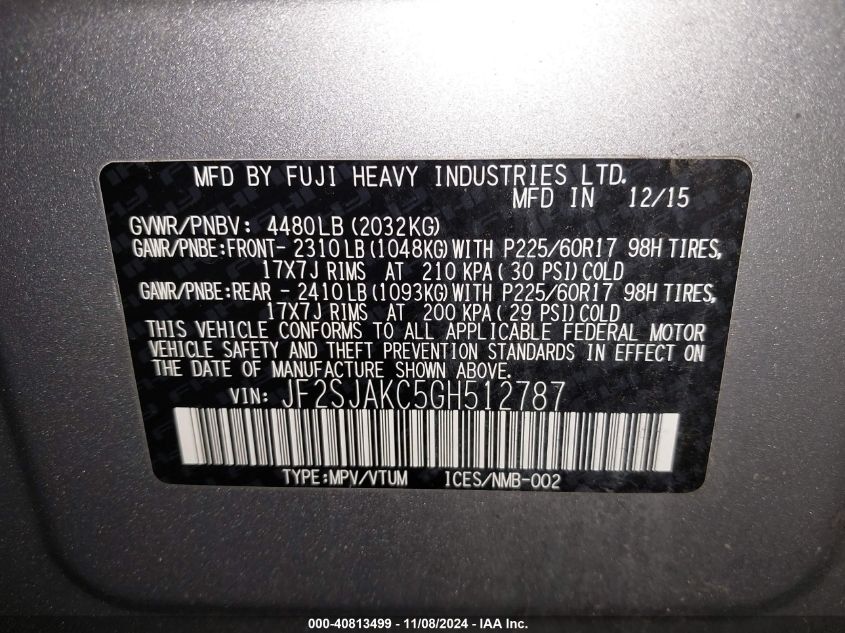 MFD BY FUJI HEAVY INDUSTRIES LTD.
MFD IN 12/15
GVWR/PNBV: 4480LB(2032KG)
GAWR/PNBE:FRONT- 2310LB(1048KG)WITH P225/60R17 98H TIRES,
17X7J RIMS AT 210 KPA( 30 PSI)COLD
GAWR/PNBE:REAR - 2410LB(1093KG)WITH P225/60R17 98H TIRES,
17X7J RIMS AT 200 KPA( 29 PSI)COLD
THIS VEHICLE CONFORMS TO ALL APPLICABLE FEDERAL MOTOR
VEHICLE SAFETY AND THEFT PREVENTION STANDARDS IN EFFECT ON
THE DATE OF MANUFACTURE SHOWN ABOVE.
VIN: JF2SJAKC5GH512787
TYPE:MPV/VTUM ICES/NMB-002
000-40813499 - 11/08/2024 - IAA Inc.